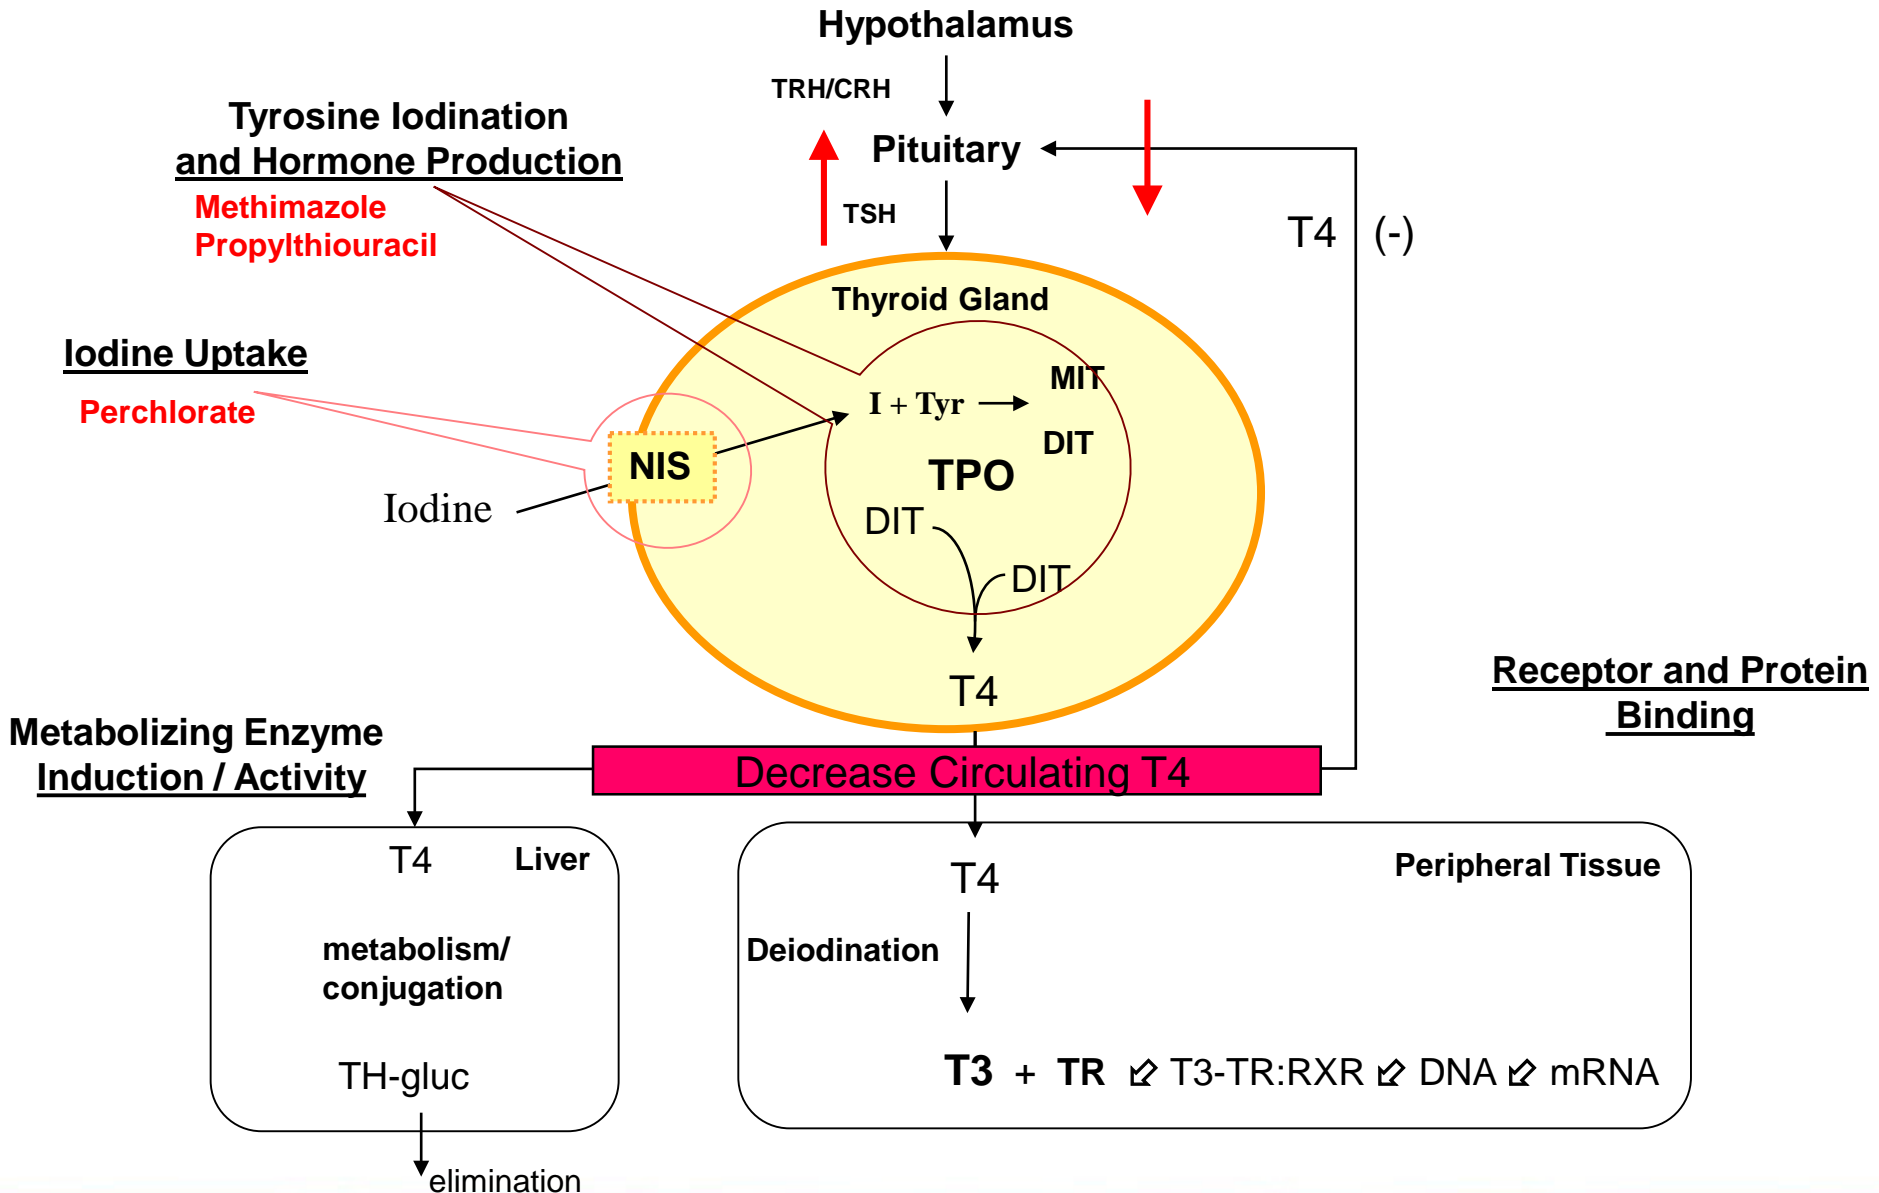 Hypothalamus
TRH/CRH
Tyrosine Iodination
and Hormone Production
Methimazole
Propylthiouracil
Pituitary
TSH
T4 (-)
Thyroid Gland
Iodine Uptake
Perchlorate
MIT
I + Tyr
DIT
NIS
TPO
Iodine
DIT
DIT
T4
Receptor and Protein
Binding
Metabolizing Enzyme
Induction / Activity
Decrease Circulating T4
T4 Liver
metabolism/
conjugation
TH-gluc
elimination
Peripheral Tissue
T4
Deiodination
T3 + TR ⬃ T3-TR:RXR ⬃ DNA ⬃ mRNA